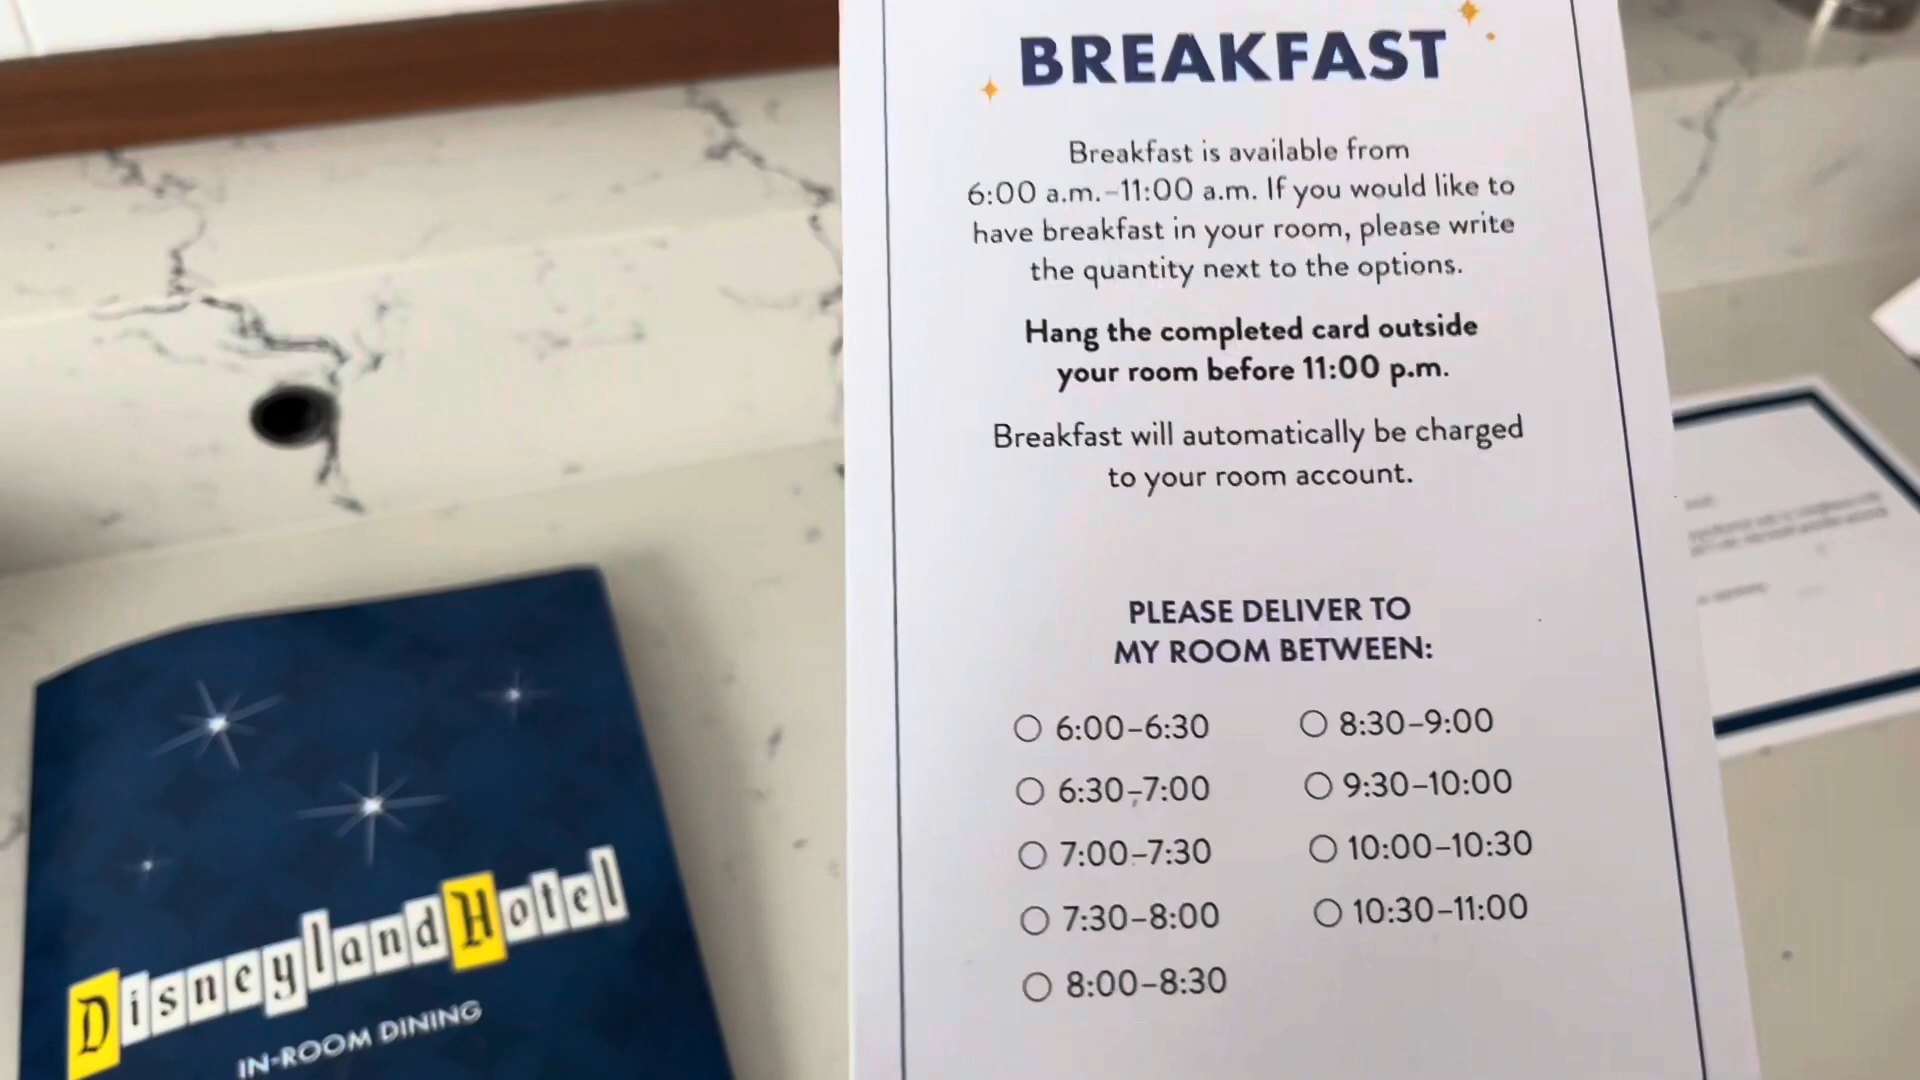 BREAKFAST
Breakfast is available from
6:00 a.m.–11:00 a.m. If you would like to
have breakfast in your room, please write
the quantity next to the options.
Hang the completed card outside
your room before 11:00 p.m.
Breakfast will automatically be charged
to your room account.
PLEASE DELIVER TO
MY ROOM BETWEEN:
6:00–6:30
6:30–7:00
7:00–7:30
7:30–8:00
8:00–8:30
8:30–9:00
9:30–10:00
10:00–10:30
10:30–11:00
Disneyland Hotel
IN-ROOM DINING